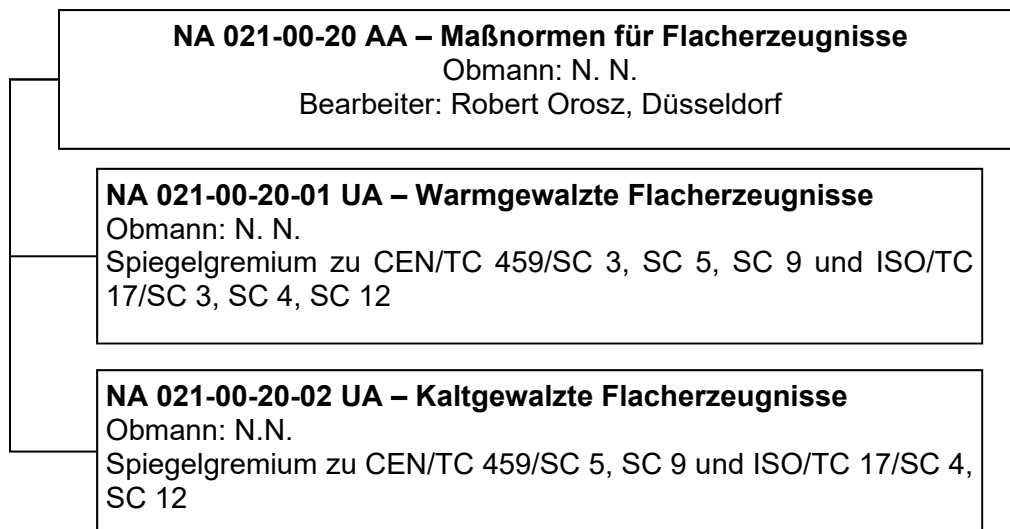 NA 021-00-20 AA – Maßnormen für Flacherzeugnisse
Obmann: N. N.
Bearbeiter: Robert Orosz, Düsseldorf
NA 021-00-20-01 UA – Warmgewalzte Flacherzeugnisse
Obmann: N. N.
Spiegelgremium zu CEN/TC 459/SC 3, SC 5, SC 9 und ISO/TC
17/SC 3, SC 4, SC 12
NA 021-00-20-02 UA – Kaltgewalzte Flacherzeugnisse
Obmann: N.N.
Spiegelgremium zu CEN/TC 459/SC 5, SC 9 und ISO/TC 17/SC 4,
SC 12